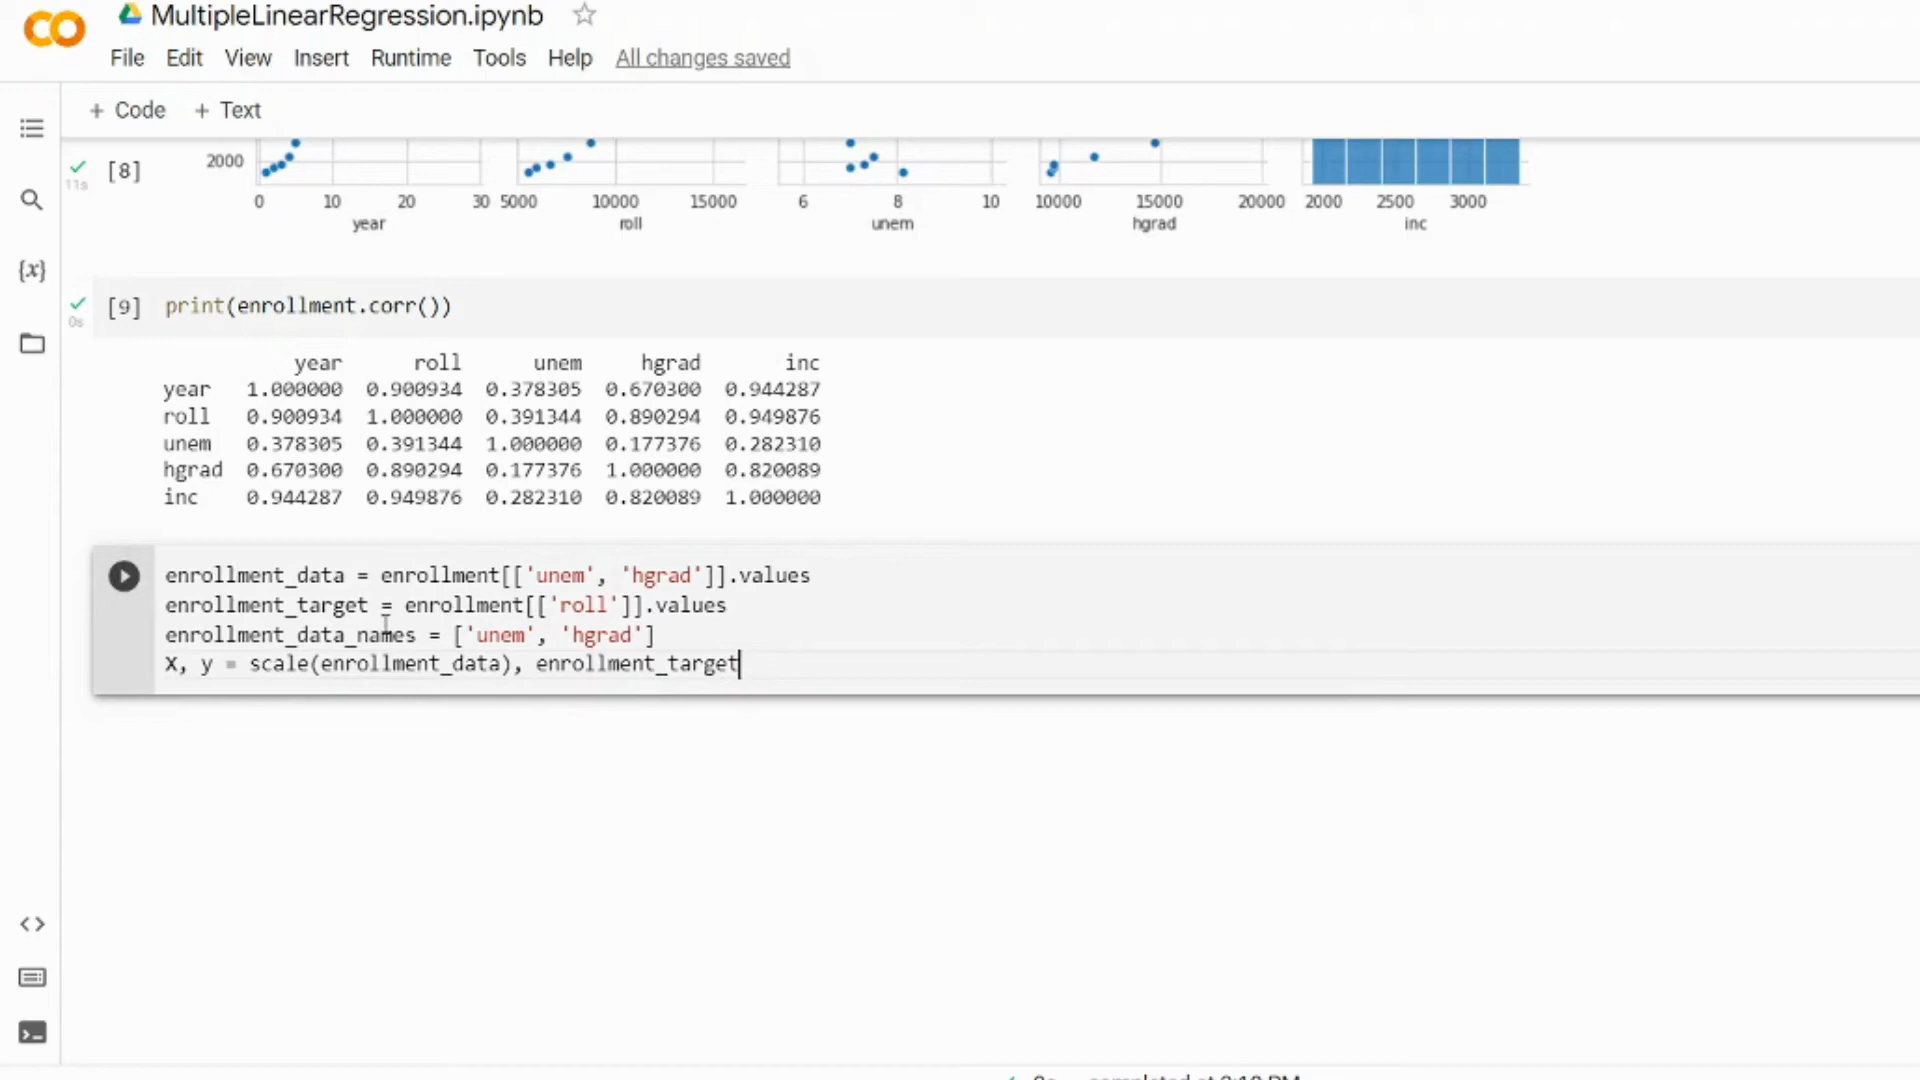 MultipleLinearRegression.ipynb
File Edit View Insert Runtime Tools Help All changes saved
+ Code + Text
[8]
11s
2000
0 10 20 30 5000 10000 15000 6 8 10 10000 15000 20000 2000 2500 3000
year roll unem hgrad inc
[9] print(enrollment.corr())
0s
year roll unem hgrad inc
year 1.000000 0.900934 0.378305 0.670300 0.944287
roll 0.900934 1.000000 0.391344 0.890294 0.949876
unem 0.378305 0.391344 1.000000 0.177376 0.282310
hgrad 0.670300 0.890294 0.177376 1.000000 0.820089
inc 0.944287 0.949876 0.282310 0.820089 1.000000
enrollment_data = enrollment[['unem', 'hgrad']].values
enrollment_target = enrollment[['roll']].values
enrollment_data_names = ['unem', 'hgrad']
X, y = scale(enrollment_data), enrollment_target